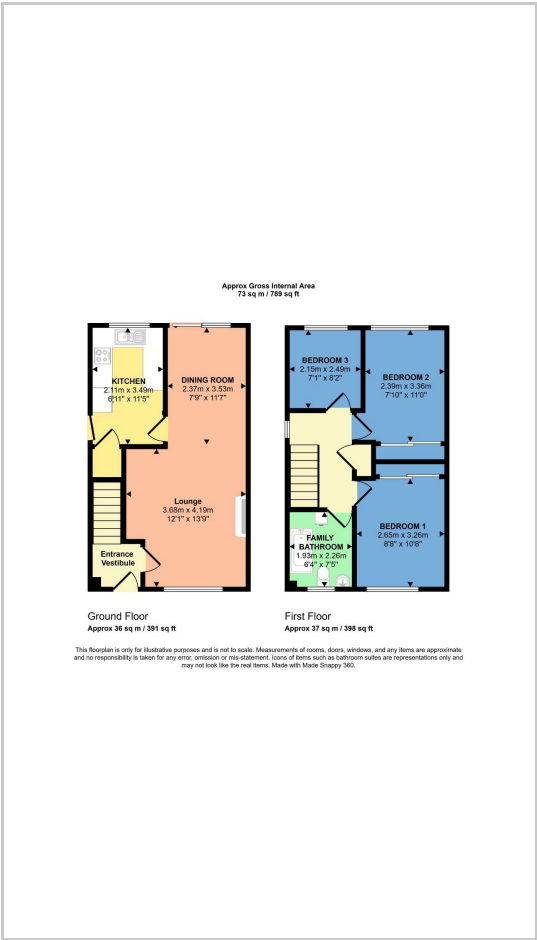 Approx Gross Internal Area
73 sq m / 789 sq ft
KITCHEN
2.11m x 3.49m
6'11" x 11'5"
DINING ROOM
2.37m x 3.53m
7'9" x 11'7"
Lounge
3.68m x 4.19m
12'1" x 13'9"
Entrance
Vestibule
Ground Floor
Approx 36 sq m / 391 sq ft
BEDROOM 3
2.15m x 2.49m
7'1" x 8'2"
BEDROOM 2
2.39m x 3.36m
7'10" x 11'0"
BEDROOM 1
2.65m x 3.26m
8'8" x 10'8"
FAMILY
BATHROOM
1.93m x 2.26m
6'4" x 7'5"
First Floor
Approx 37 sq m / 398 sq ft
This floorplan is only for illustrative purposes and is not to scale. Measurements of rooms, doors, windows, and any items are approximate
and no responsibility is taken for any error, omission or mis-statement. Icons of items such as bathroom suites are representations only and
may not look like the real items. Made with Made Snappy 360.